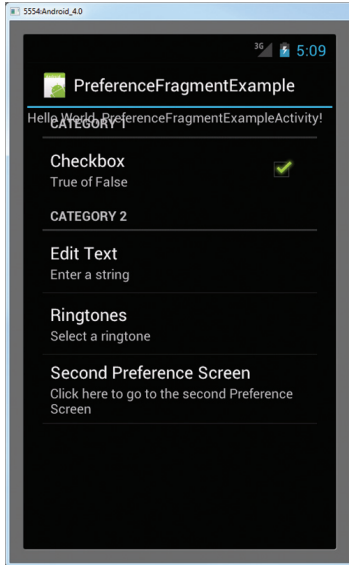 5554:Android_4.0
3G 5:09
PreferenceFragmentExample
Hello World, PreferenceFragmentExampleActivity!
CATEGORY 1
Checkbox
True of False
CATEGORY 2
Edit Text
Enter a string
Ringtones
Select a ringtone
Second Preference Screen
Click here to go to the second Preference
Screen